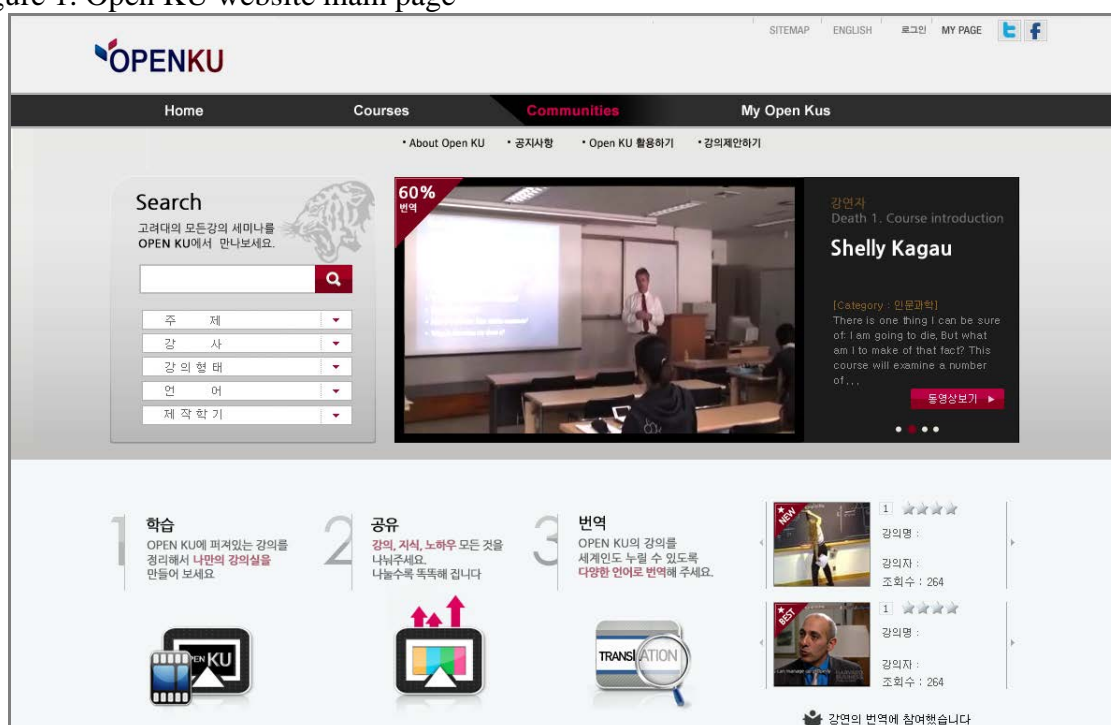 gure 1. Open KU website main page
SITEMAP ENGLISH 로그인 MY PAGE
OPENKU
Home Courses Communities My Open Kus
· About Open KU · 공지사항 · Open KU 활용하기 · 강의제안하기
Search
고려대의 모든강의 세미나를
OPEN KU에서 만나보세요.
주 제
강 사
강 의 형 태
언 어
제 작 학 기
60%
번역
강연자
Death 1. Course introduction
Shelly Kagau
[Category : 인문과학]
There is one thing I can be sure
of: I am going to die, But what
am I to make of that fact? This
course will examine a number
of...
동영상보기
1 학습
OPEN KU에 퍼져있는 강의를
정리해서 나만의 강의실을
만들어 보세요
OPEN KU
2 공유
강의, 지식, 노하우 모든 것을
나눠주세요.
나눌수록 똑똑해 집니다
3 번역
OPEN KU의 강의를
세계인도 누릴 수 있도록
다양한 언어로 번역해 주세요.
TRANSLATION
NEW
1
강의명 :
강의자 :
조회수 : 264
BEST
1
강의명 :
강의자 :
조회수 : 264
강연의 번역에 참여했습니다